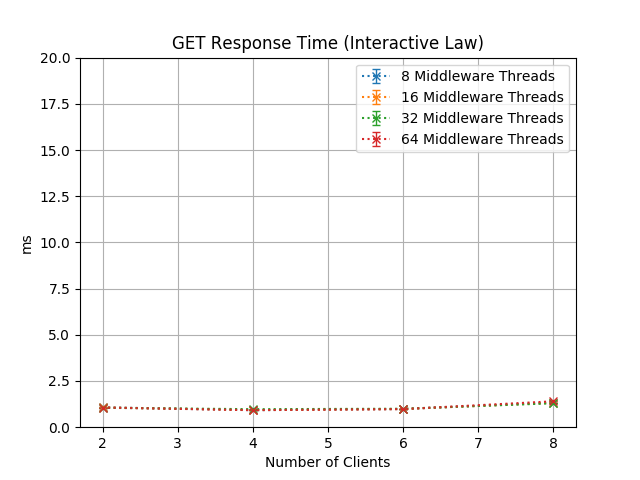 GET Response Time (Interactive Law)
20.0
17.5
15.0
12.5
10.0
7.5
5.0
2.5
0.0
ms
8 Middleware Threads
16 Middleware Threads
32 Middleware Threads
64 Middleware Threads
2 3 4 5 6 7 8
Number of Clients